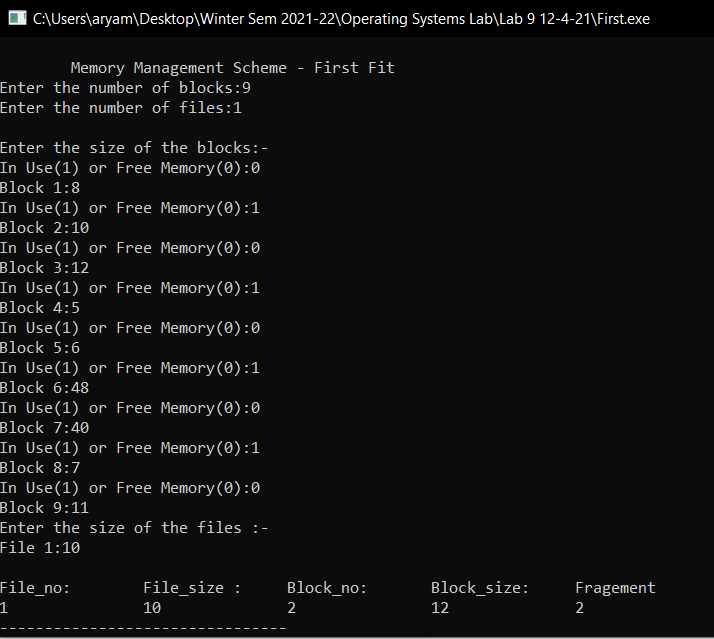 C:\Users\aryam\Desktop\Winter Sem 2021-22\Operating Systems Lab\Lab 9 12-4-21\First.exe
Memory Management Scheme - First Fit
Enter the number of blocks:9
Enter the number of files:1
Enter the size of the blocks:-
In Use(1) or Free Memory(0):0
Block 1:8
In Use(1) or Free Memory(0):1
Block 2:10
In Use(1) or Free Memory(0):0
Block 3:12
In Use(1) or Free Memory(0):1
Block 4:5
In Use(1) or Free Memory(0):0
Block 5:6
In Use(1) or Free Memory(0):1
Block 6:48
In Use(1) or Free Memory(0):0
Block 7:40
In Use(1) or Free Memory(0):1
Block 8:7
In Use(1) or Free Memory(0):0
Block 9:11
Enter the size of the files :-
File 1:10
File_no: File_size : Block_no: Block_size: Fragement
1 10 2 12 2
--------------------------------